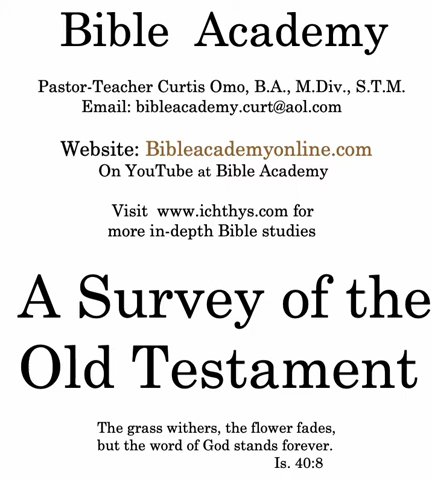 Bible Academy
Pastor-Teacher Curtis Omo, B.A., M.Div., S.T.M.
Email: bibleacademy.curt@aol.com
Website: Bibleacademyonline.com
On YouTube at Bible Academy
Visit www.ichthys.com for
more in-depth Bible studies
A Survey of the
Old Testament
The grass withers, the flower fades,
but the word of God stands forever.
Is. 40:8